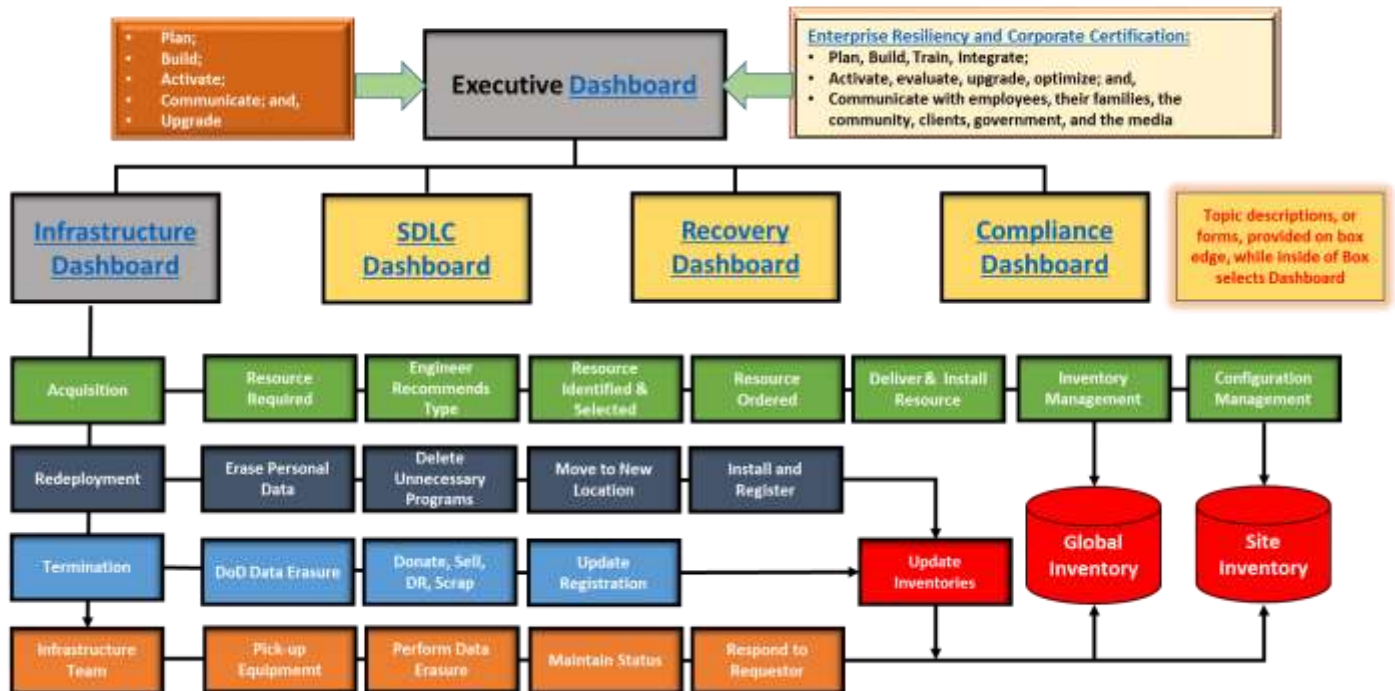 • Plan;
• Build;
• Activate;
• Communicate; and,
• Upgrade
Executive Dashboard
Enterprise Resiliency and Corporate Certification:
• Plan, Build, Train, Integrate;
• Activate, evaluate, upgrade, optimize; and,
• Communicate with employees, their families, the
community, clients, government, and the media
Infrastructure
Dashboard
SDLC
Dashboard
Recovery
Dashboard
Compliance
Dashboard
Topic descriptions, or
forms, provided on box
edge, while inside of Box
selects Dashboard
Acquisition
Resource
Required
Engineer
Recommends
Type
Resource
Identified &
Selected
Resource
Ordered
Deliver & Install
Resource
Inventory
Management
Configuration
Management
Redeployment
Erase Personal
Data
Delete
Unnecessary
Programs
Move to New
Location
Install and
Register
Global
Inventory
Site
Inventory
Termination
DoD Data Erasure
Donate, Sell,
DR, Scrap
Update
Registration
Update
Inventories
Infrastructure
Team
Pick-up
Equipmemt
Perform Data
Erasure
Maintain Status
Respond to
Requestor